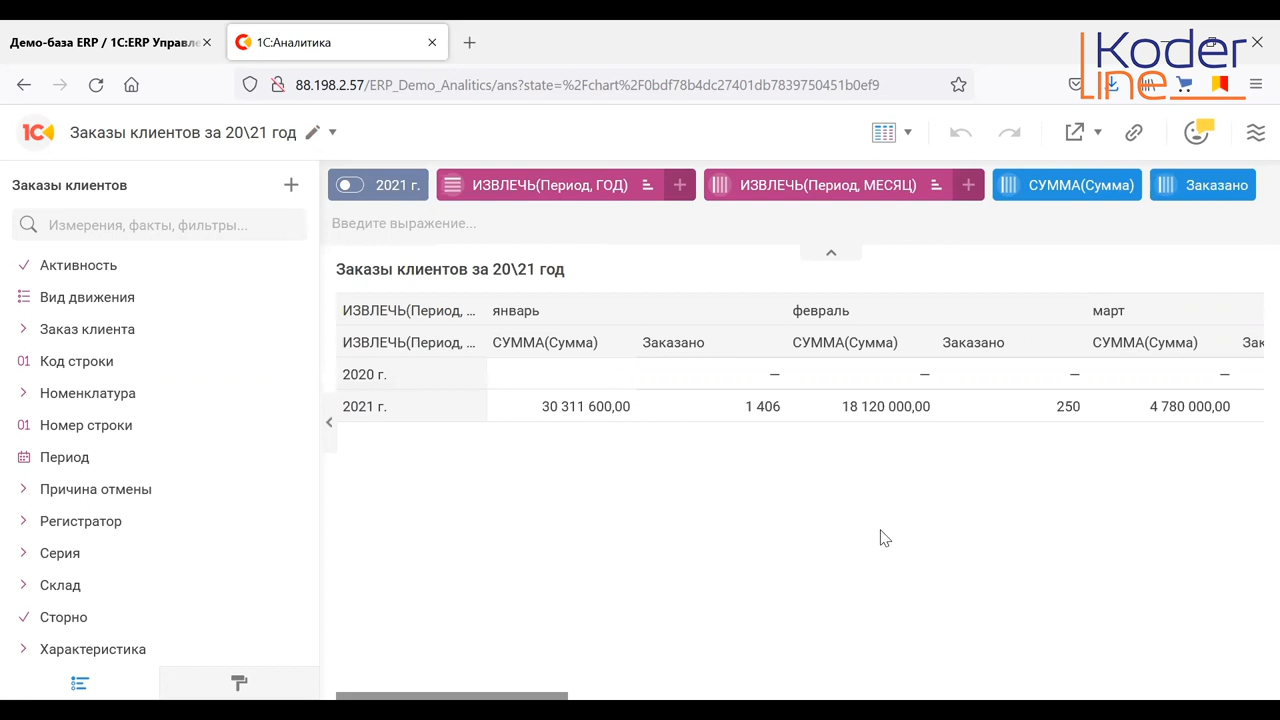 Демо-база ERP / 1С:ERP Управле
1С:Аналитика
Koder
line
88.198.2.57/ERP_Demo_Analitics/ans?state=%2Fchart%2F0bdf78b4dc27401db7839750451b0ef9
1С
Заказы клиентов за 20\21 год
Заказы клиентов
Измерения, факты, фильтры...
Активность
Вид движения
Заказ клиента
01 Код строки
Номенклатура
01 Номер строки
Период
Причина отмены
Регистратор
Серия
Склад
Сторно
Характеристика
2021 г. ИЗВЛЕЧЬ(Период, ГОД) ИЗВЛЕЧЬ(Период, МЕСЯЦ) СУММА(Сумма) Заказано
Введите выражение...
Заказы клиентов за 20\21 год
ИЗВЛЕЧЬ(Период, ... январь февраль март
ИЗВЛЕЧЬ(Период, ... СУММА(Сумма) Заказано СУММА(Сумма) Заказано СУММА(Сумма) Зак
2020 г. — — — —
2021 г. 30 311 600,00 1 406 18 120 000,00 250 4 780 000,00